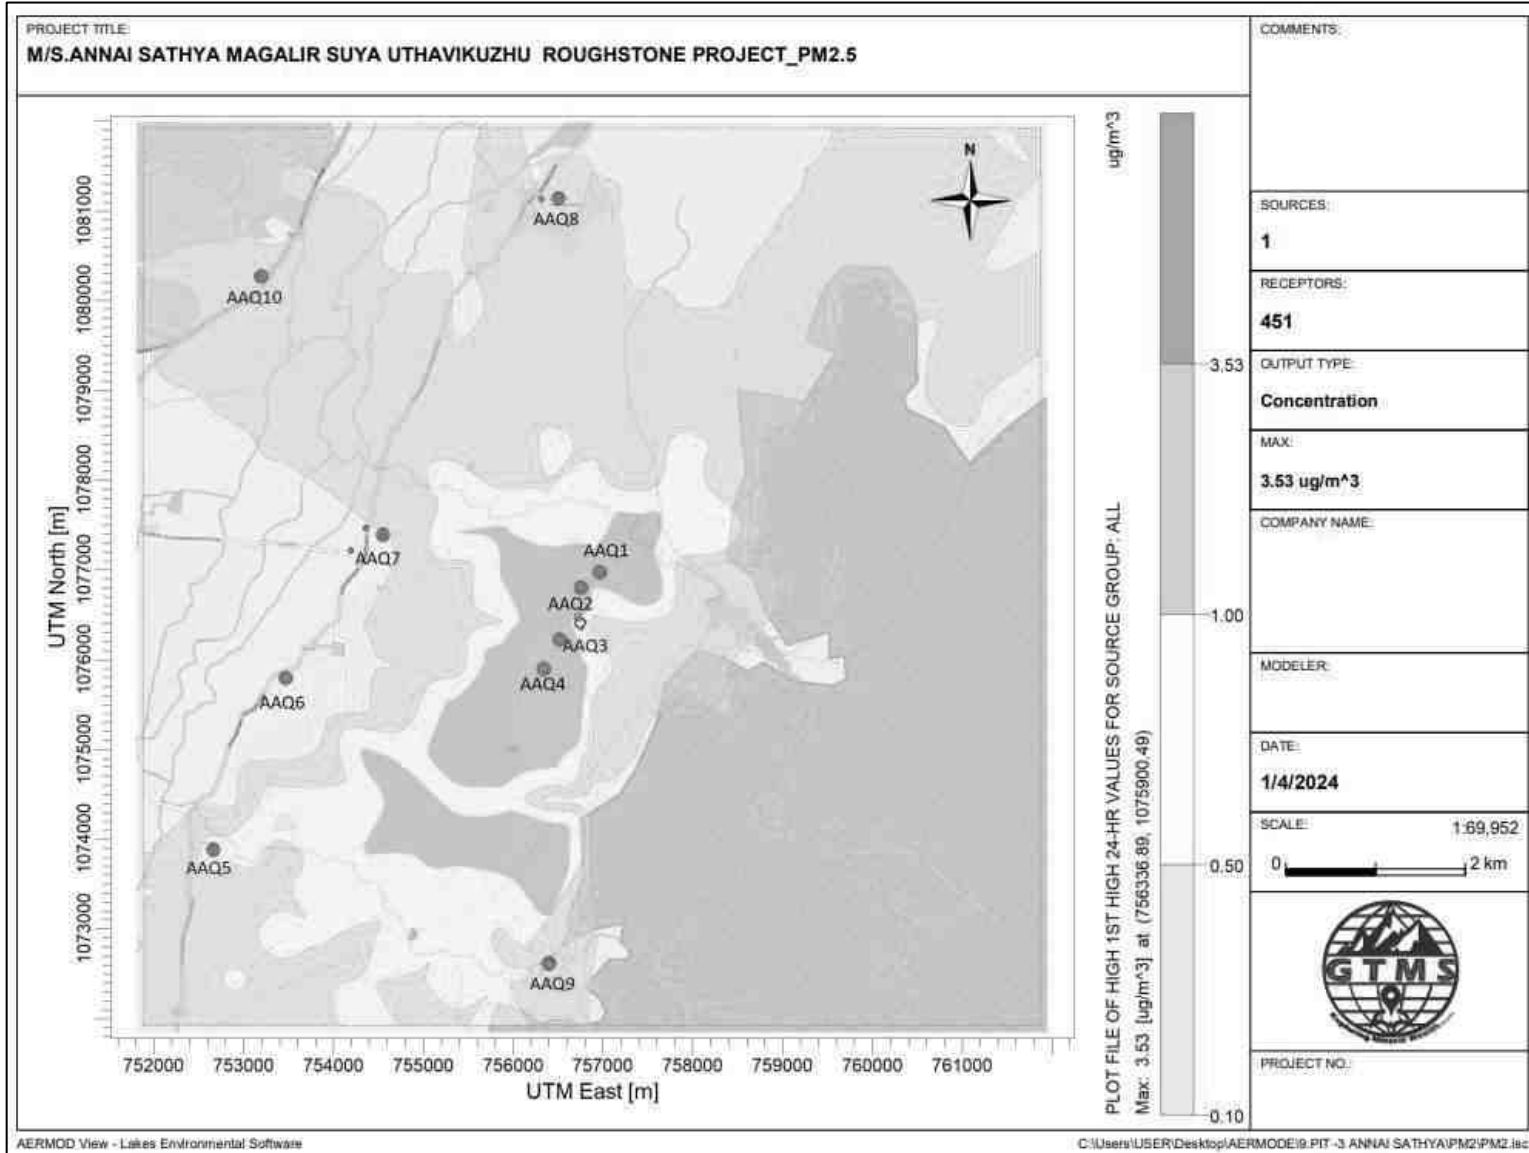 PROJECT TITLE:
M/S.ANNAI SATHYA MAGALIR SUYA UTHAVIKUZHU ROUGHSTONE PROJECT_PM2.5
UTM North [m]
1081000
1080000
1079000
1078000
1077000
1076000
1075000
1074000
1073000
N
AAQ8
AAQ10
AAQ7
AAQ1
AAQ2
AAQ3
AAQ4
AAQ6
AAQ5
AAQ9
752000 753000 754000 755000 756000 757000 758000 759000 760000 761000
UTM East [m]
PLOT FILE OF HIGH 1ST HIGH 24-HR VALUES FOR SOURCE GROUP: ALL
Max: 3.53 [ug/m^3] at (756336.89, 1075900.49)
ug/m^3
3.53
1.00
0.50
0.10
COMMENTS:
SOURCES:
1
RECEPTORS:
451
OUTPUT TYPE:
Concentration
MAX:
3.53 ug/m^3
COMPANY NAME:
MODELER:
DATE:
1/4/2024
SCALE: 1:69,952
0 2 km
GTMS
PROJECT NO.:
AERMOD View - Lakes Environmental Software
C:\Users\USER\Desktop\AERMODE\9.PIT -3 ANNAI SATHYA\PM2\PM2.isc